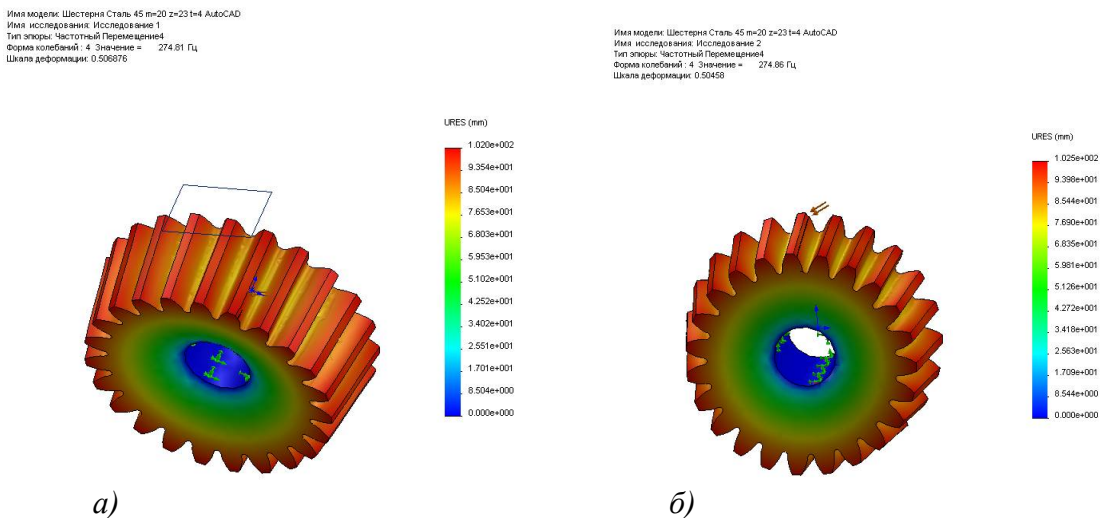 Имя модели: Шестерня Сталь 45 m=20 z=23 t=4 AutoCAD
Имя исследования: Исследование 1
Тип эпюры: Частотный Перемещение4
Форма колебаний : 4 Значение = 274.81 Гц
Шкала деформации: 0.506876
URES (mm)
1.020e+002
9.354e+001
8.504e+001
7.653e+001
6.803e+001
5.953e+001
5.102e+001
4.252e+001
3.402e+001
2.551e+001
1.701e+001
8.504e+000
0.000e+000
а)
Имя модели: Шестерня Сталь 45 m=20 z=23 t=4 AutoCAD
Имя исследования: Исследование 2
Тип эпюры: Частотный Перемещение4
Форма колебаний : 4 Значение = 274.86 Гц
Шкала деформации: 0.50458
URES (mm)
1.025e+002
9.398e+001
8.544e+001
7.690e+001
6.835e+001
5.981e+001
5.126e+001
4.272e+001
3.418e+001
2.563e+001
1.709e+001
8.544e+000
0.000e+000
б)